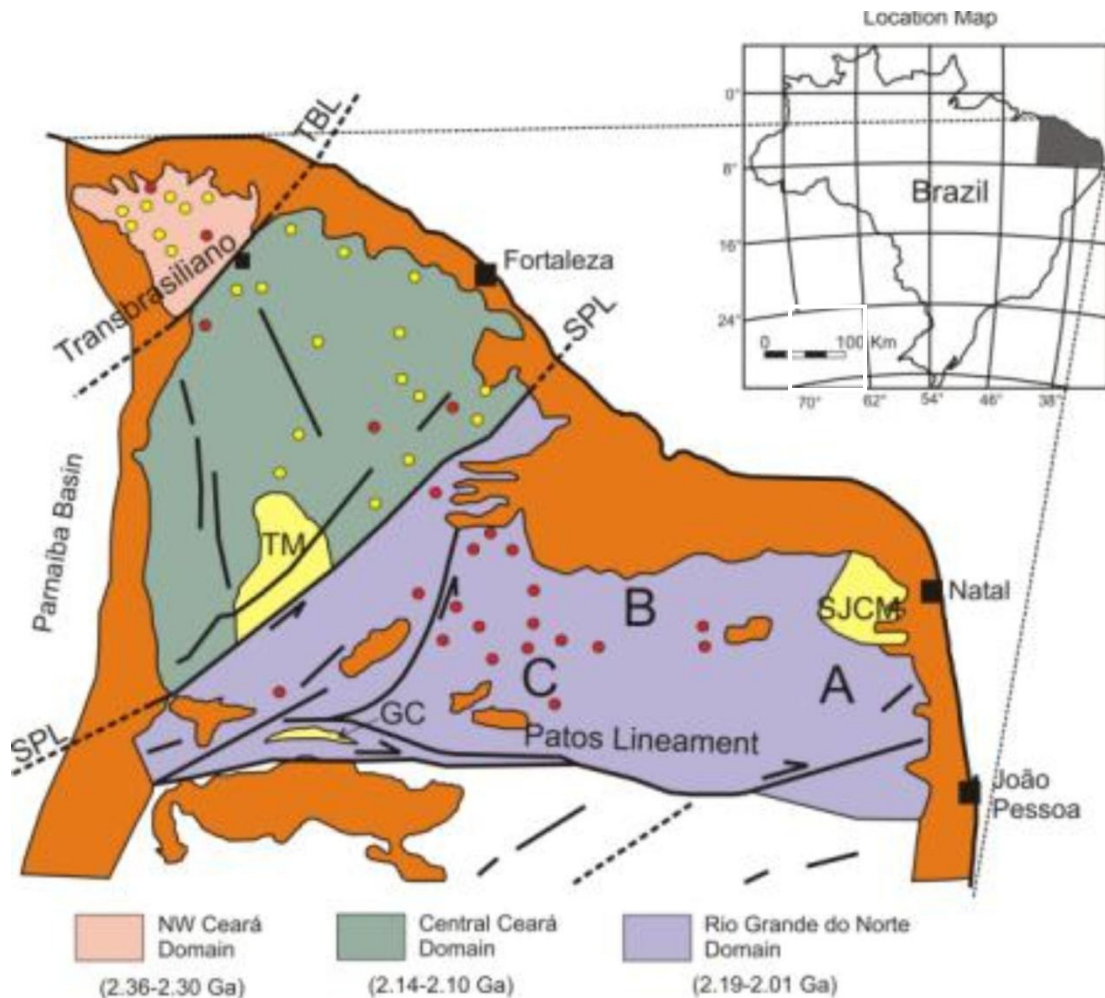 Location Map
0°
8°
16°
24°
Brazil
0 100 Km
70° 62° 54° 46° 38°
TBL
Transbrasiliano
Fortaleza
SPL
Parnaíba Basin
TM
B
SJCM
Natal
C
A
GC
SPL
Patos Lineament
João
Pessoa
NW Ceará
Domain
(2.36-2.30 Ga)
Central Ceará
Domain
(2.14-2.10 Ga)
Rio Grande do Norte
Domain
(2.19-2.01 Ga)